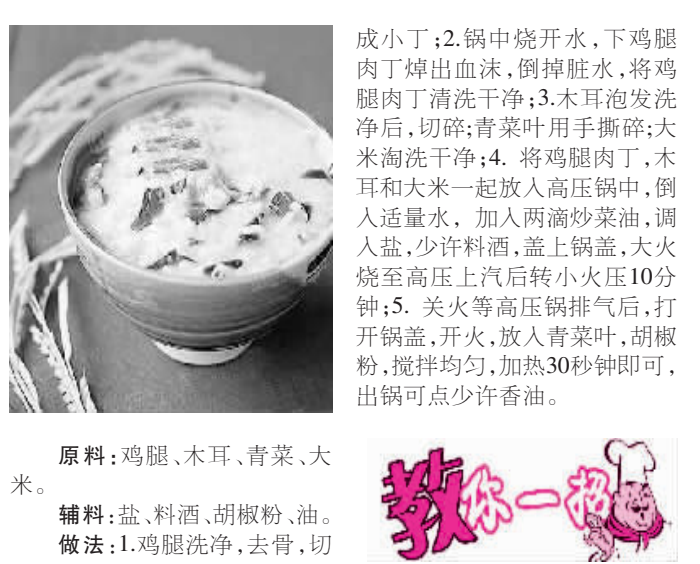 原料：鸡腿、木耳、青菜、大
米。
辅料：盐、料酒、胡椒粉、油。
做法：1.鸡腿洗净，去骨，切
成小丁；2.锅中烧开水，下鸡腿
肉丁焯出血沫，倒掉脏水，将鸡
腿肉丁清洗干净；3.木耳泡发洗
净后，切碎；青菜叶用手撕碎；大
米淘洗干净；4. 将鸡腿肉丁，木
耳和大米一起放入高压锅中，倒
入适量水，加入两滴炒菜油，调
入盐，少许料酒，盖上锅盖，大火
烧至高压上汽后转小火压10分
钟；5. 关火等高压锅排气后，打
开锅盖，开火，放入青菜叶，胡椒
粉，搅拌均匀，加热30秒钟即可，
出锅可点少许香油。
教你一招